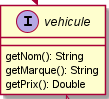 I vehicule
getNom(): String
getMarque(): String
getPrix(): Double